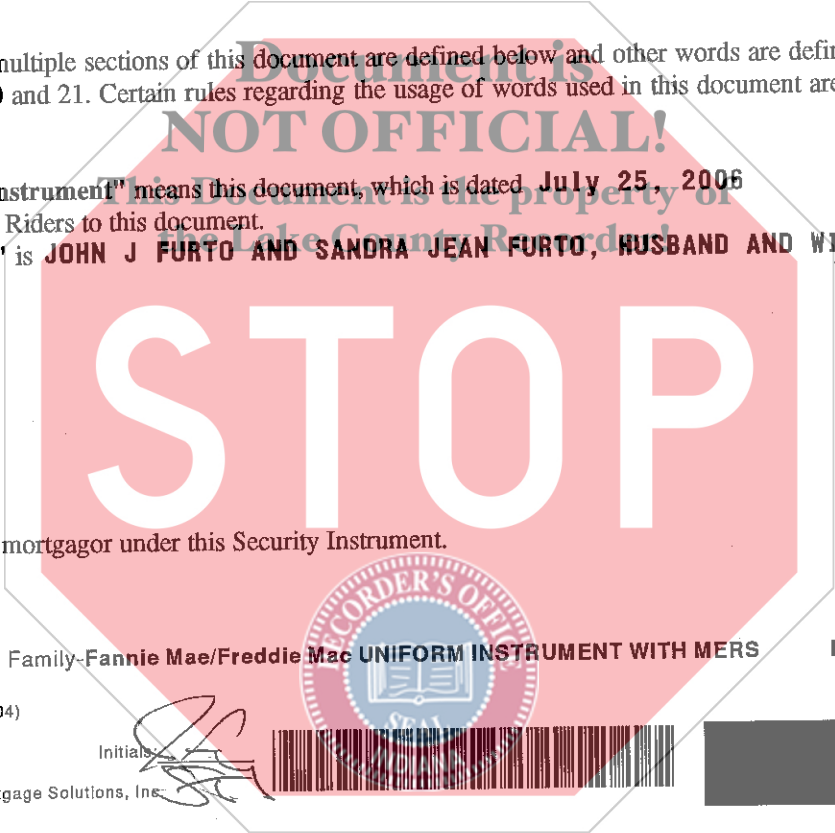 multiple sections of this document are defined below and other words are defin
Document is
and 21. Certain rules regarding the usage of words used in this document are
NOT OFFICIAL!
nstrument" means this document, which is dated July 25, 2006
This Document is the property of
Riders to this document.
the Lake County Recorder!
is JOHN J FURTO AND SANDRA JEAN FURTO, HUSBAND AND WI
STOP
mortgagor under this Security Instrument.
RECORDER'S OFFICE
Family-Fannie Mae/Freddie Mac UNIFORM INSTRUMENT WITH MERS
04)
SEAL
Initials:
INDIANA
gage Solutions, Inc.